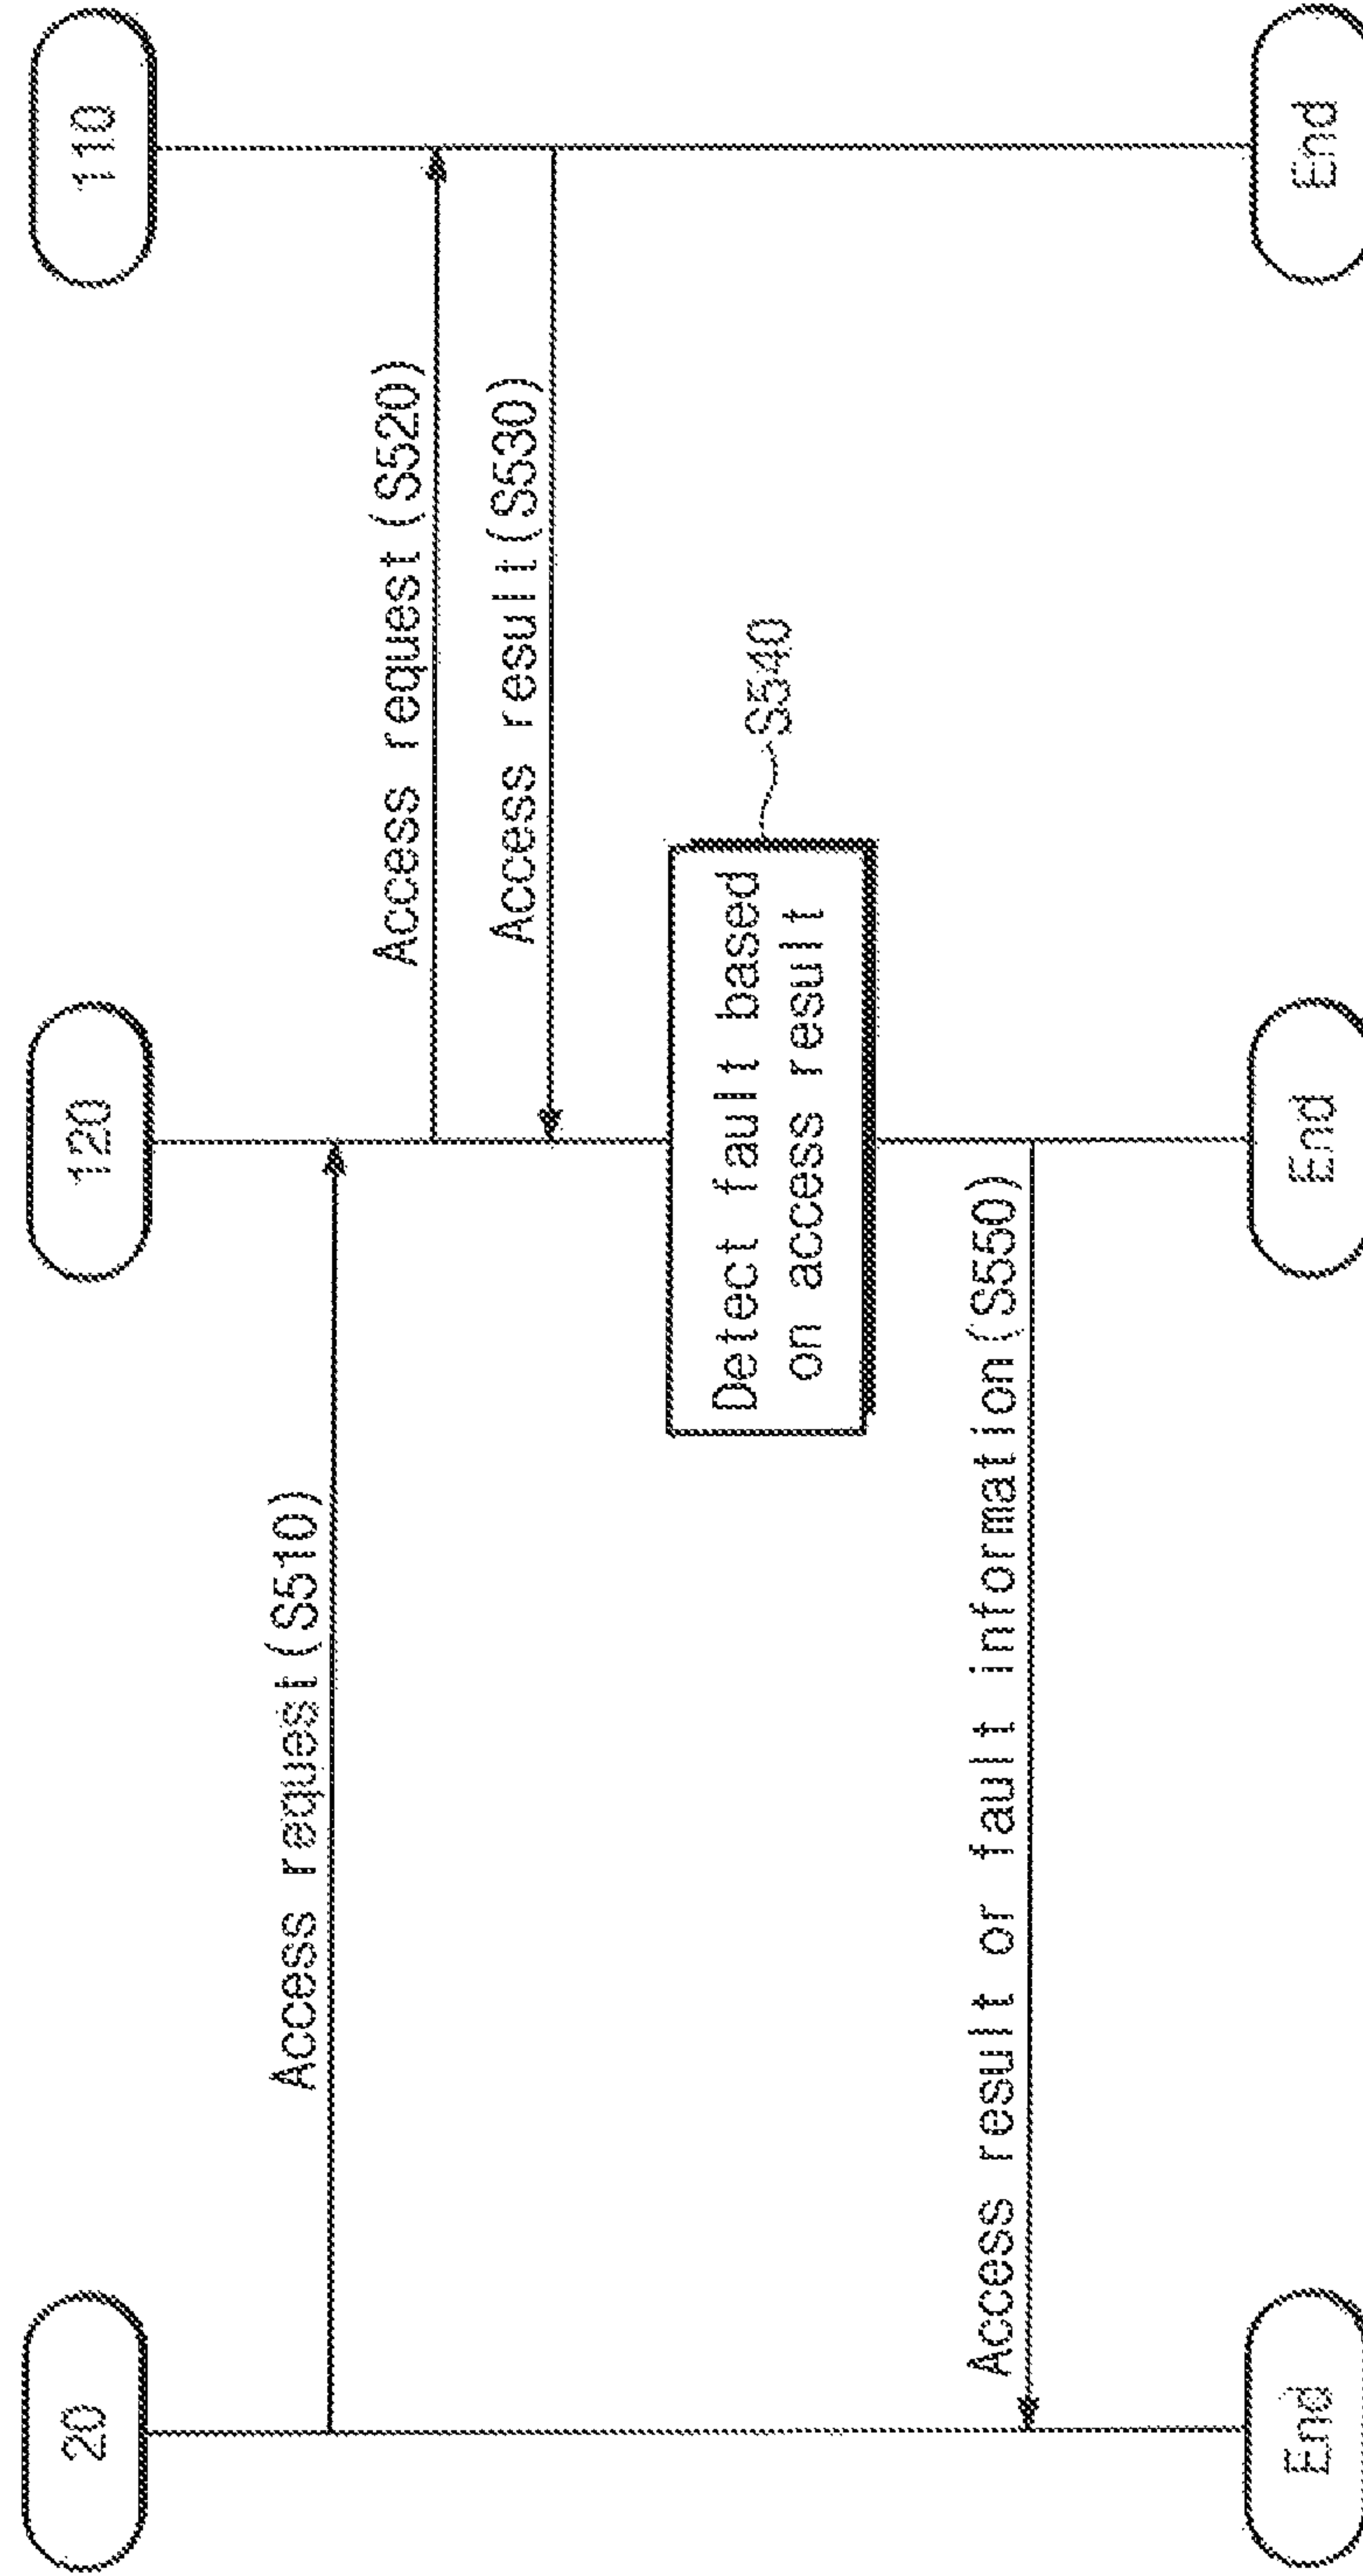 20
120
110
Access request(S510)
Access request(S520)
Access result(S530)
Detect fault based
on access result
S540
Access result or fault information(S550)
End
End
End